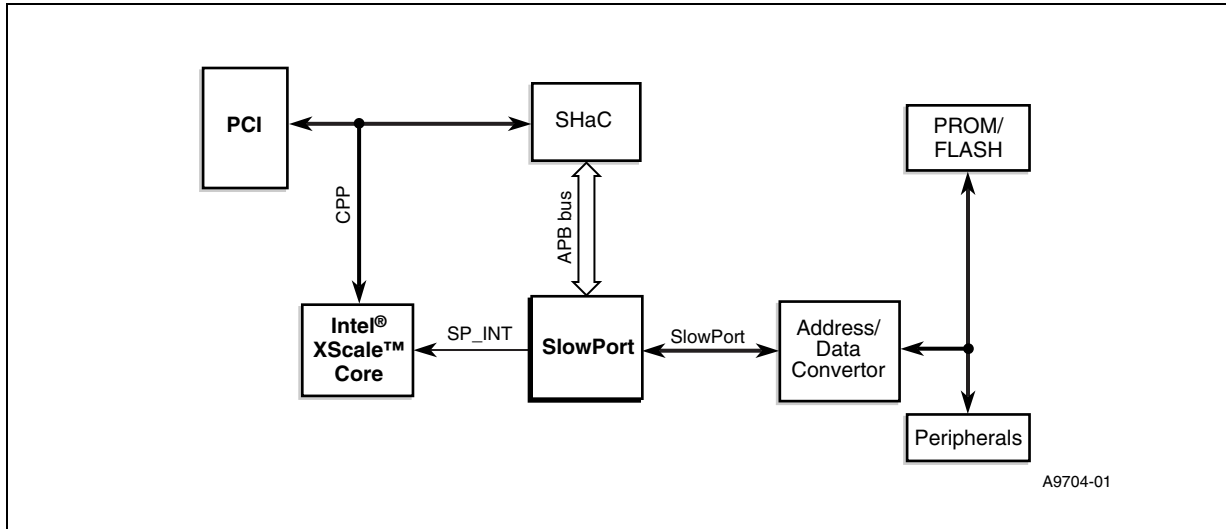 PCI
SHaC
PROM/
FLASH
CPP
APB bus
Intel® 
XScale™
Core
SP_INT
SlowPort
SlowPort
Address/
Data
Convertor
Peripherals
A9704-01